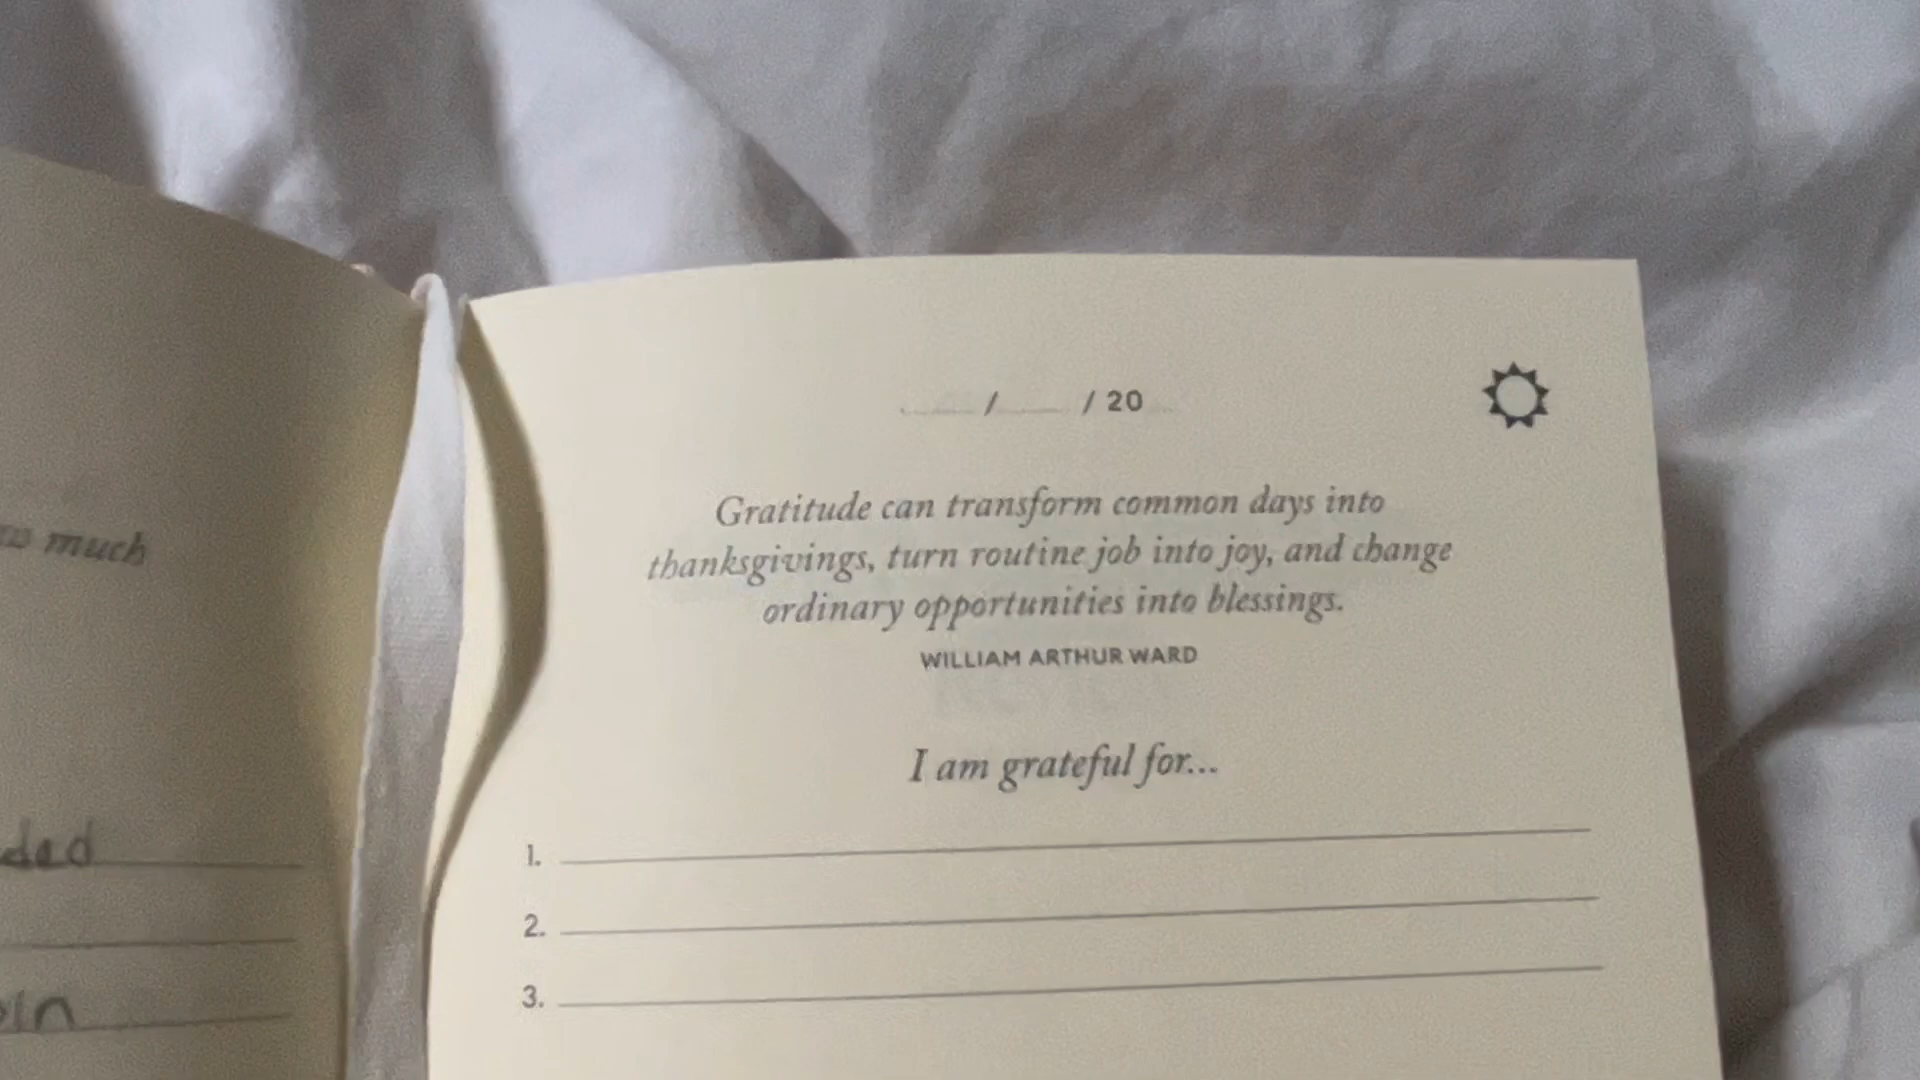 much
ded
/ / 20
Gratitude can transform common days into
thanksgivings, turn routine job into joy, and change
ordinary opportunities into blessings.
WILLIAM ARTHUR WARD
I am grateful for...
1.
2.
3.